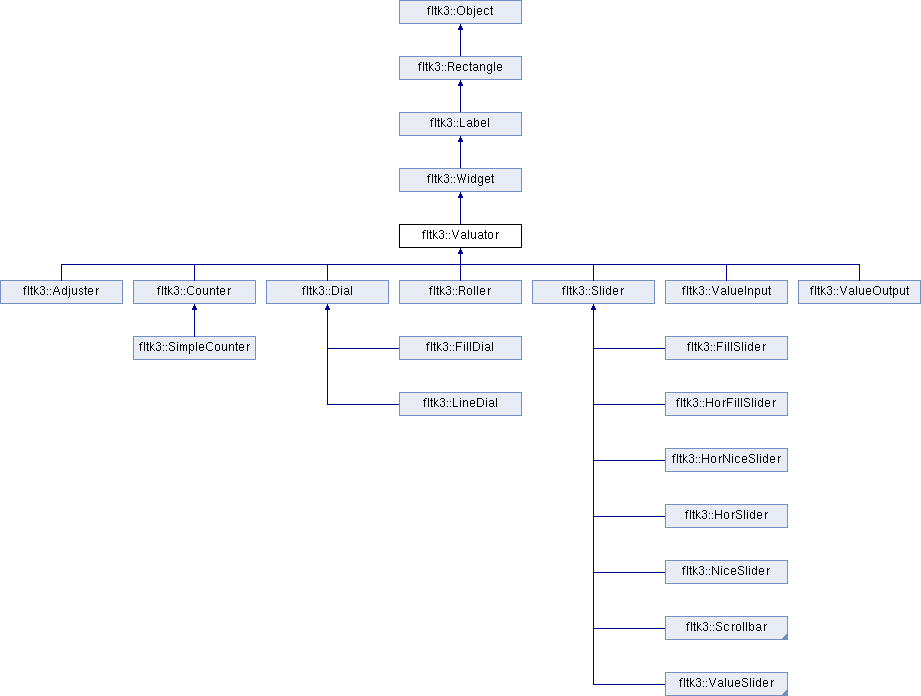 fltk3::Object
fltk3::Rectangle
fltk3::Label
fltk3::Widget
fltk3::Valuator
fltk3::Adjuster
fltk3::Counter
fltk3::Dial
fltk3::Roller
fltk3::Slider
fltk3::ValueInput
fltk3::ValueOutput
fltk3::SimpleCounter
fltk3::FillDial
fltk3::FillSlider
fltk3::LineDial
fltk3::HorFillSlider
fltk3::HorNiceSlider
fltk3::HorSlider
fltk3::NiceSlider
fltk3::Scrollbar
fltk3::ValueSlider